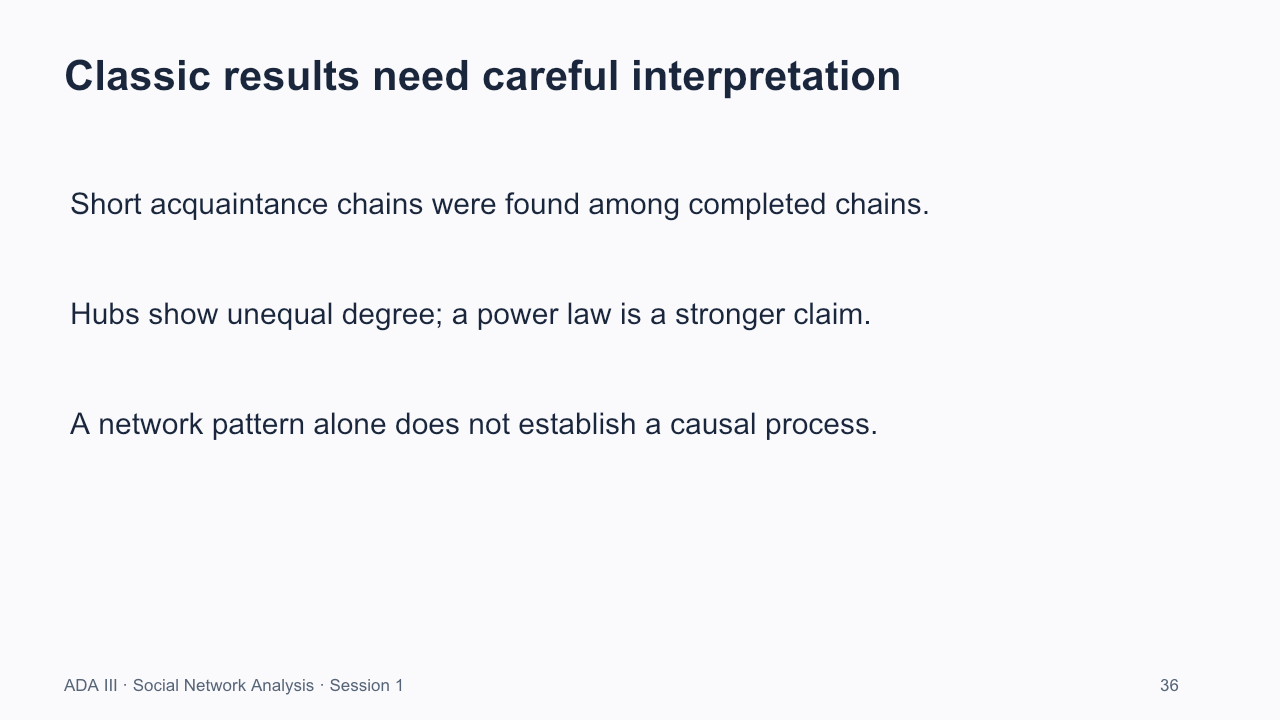 Classic results need careful interpretation
Short acquaintance chains were found among completed chains.
Hubs show unequal degree; a power law is a stronger claim.
A network pattern alone does not establish a causal process.
ADA III · Social Network Analysis · Session 1
36